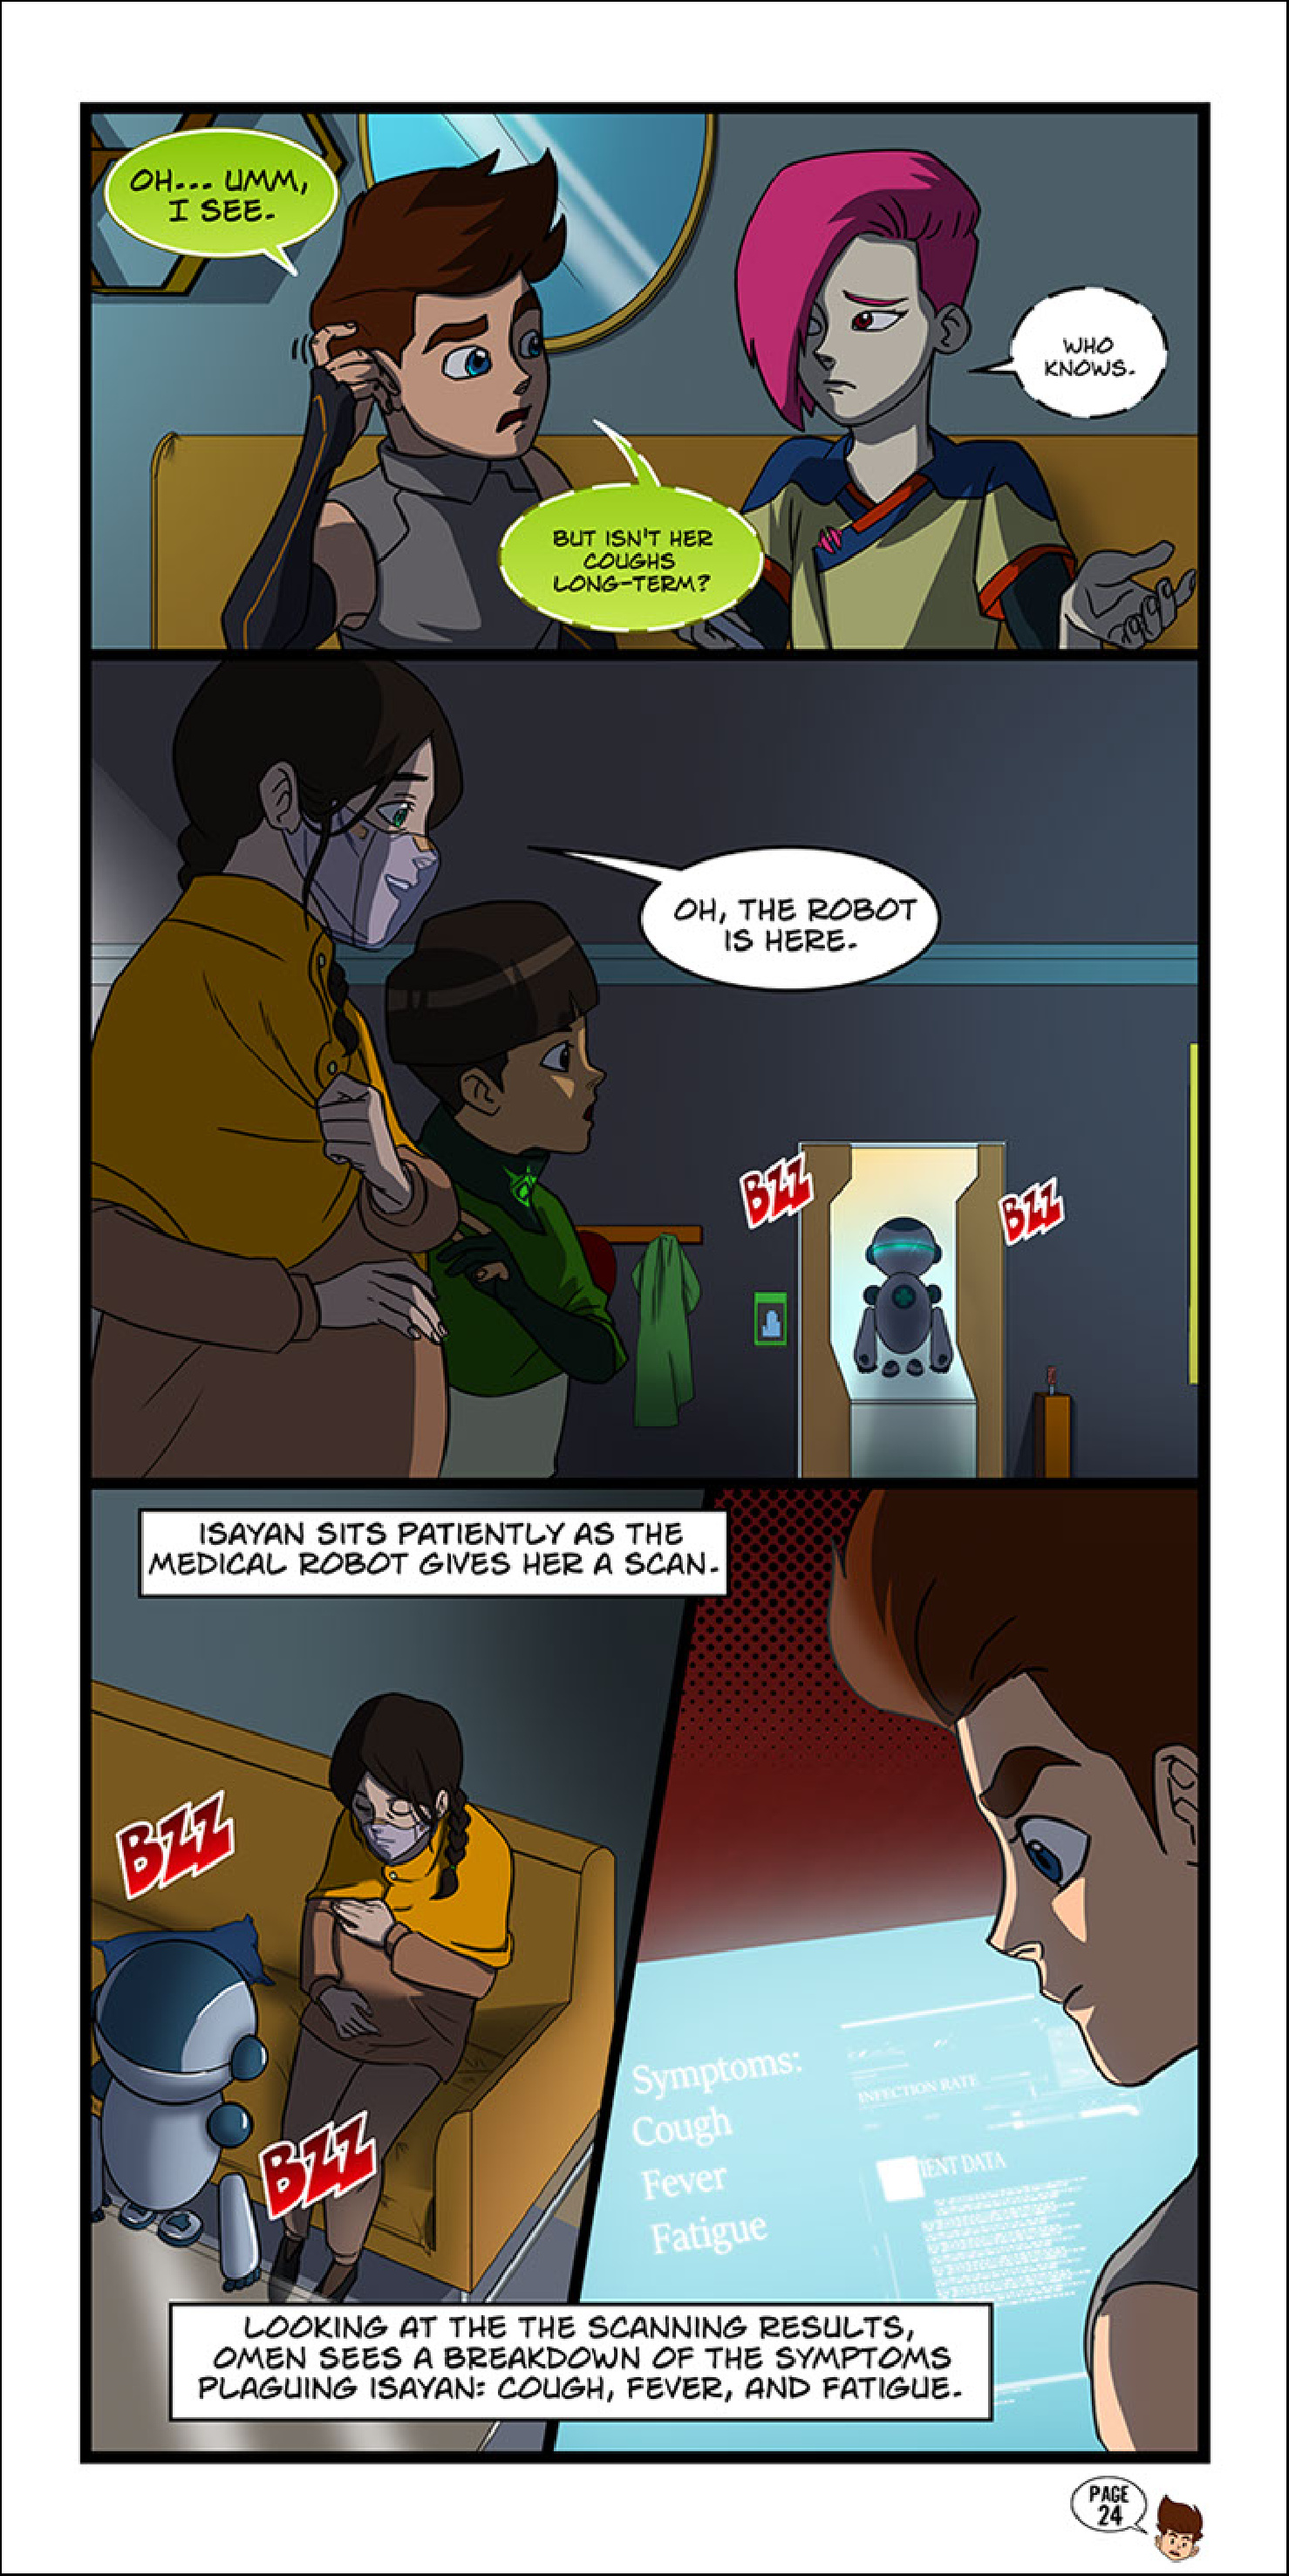 OH... UMM,
I SEE.
WHO
KNOWS.
BUT ISN'T HER
COUGHS
LONG-TERM?
OH, THE ROBOT
IS HERE.
BZZ
BZZ
ISAYAN SITS PATIENTLY AS THE
MEDICAL ROBOT GIVES HER A SCAN.
BZZ
BZZ
Symptoms:
Cough
Fever
Fatigue
INFECTION RATE
IENT DATA
LOOKING AT THE THE SCANNING RESULTS,
OMEN SEES A BREAKDOWN OF THE SYMPTOMS
PLAGUING ISAYAN: COUGH, FEVER, AND FATIGUE.
PAGE
24